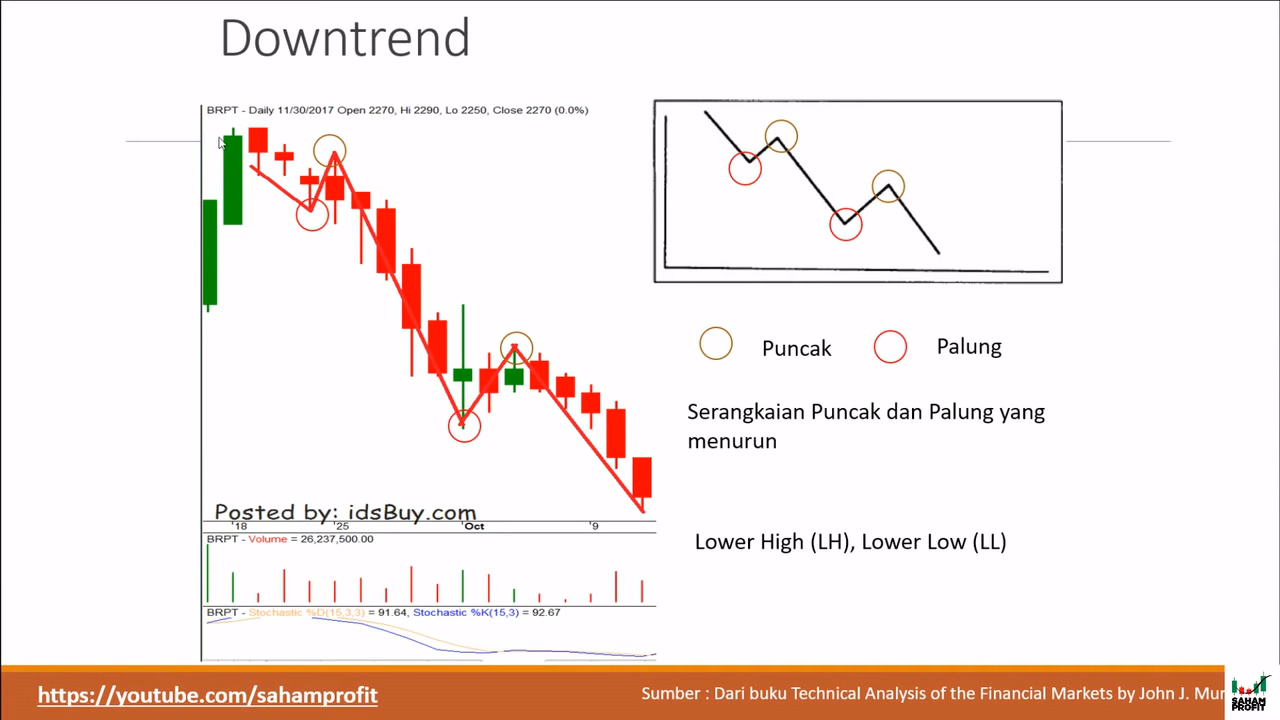 Downtrend
BRPT - Daily 11/30/2017 Open 2270, Hi 2290, Lo 2250, Close 2270 (0.0%)
Puncak
Palung
Serangkaian Puncak dan Palung yang
menurun
Lower High (LH), Lower Low (LL)
Posted by: idsBuy.com
'18 '25 Oct '9
BRPT - Volume = 26,237,500.00
BRPT - Stochastic %D(15,3,3) = 91.64, Stochastic %K(15,3) = 92.67
https://youtube.com/sahamprofit
Sumber : Dari buku Technical Analysis of the Financial Markets by John J.
SAHAM
PROFIT